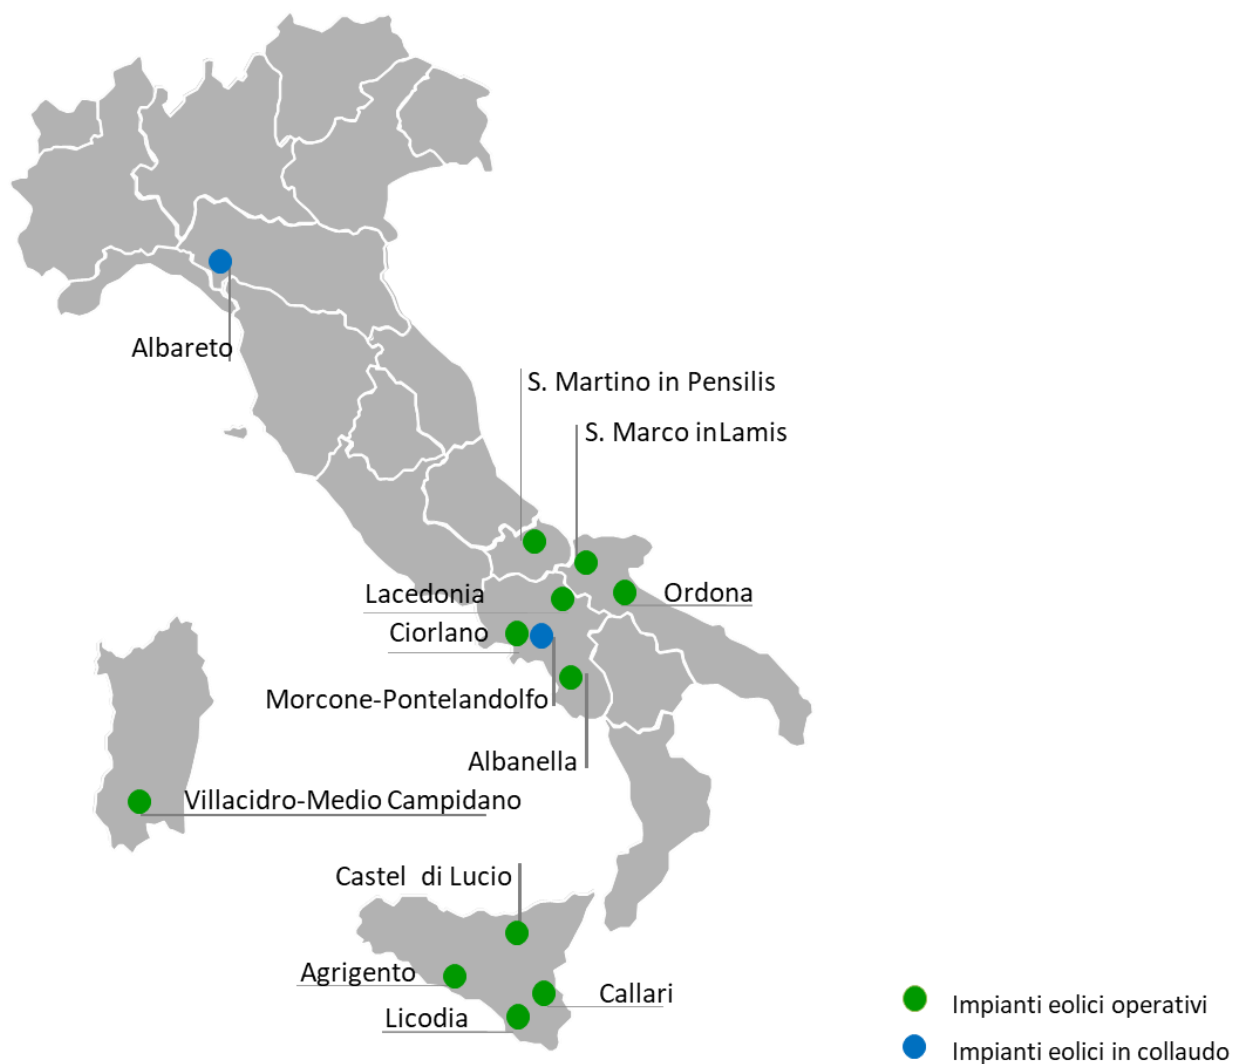 Albareto
S. Martino in Pensilis
S. Marco inLamis
Lacedonia
Ordona
Ciorlano
Morcone-Pontelandolfo
Albanella
Villacidro-Medio Campidano
Castel di Lucio
Agrigento
Callari
Licodia
Impianti eolici operativi
Impianti eolici in collaudo